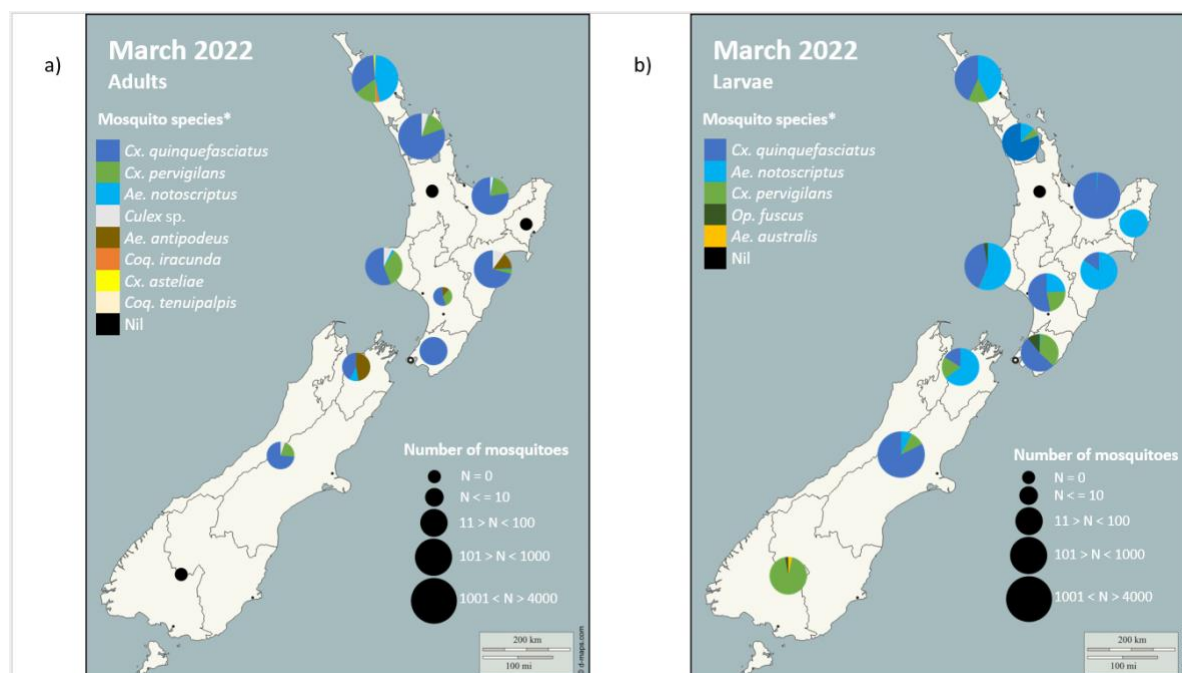 a)
March 2022
Adults
Mosquito species*
Cx. quinquefasciatus
Cx. pervigilans
Ae. notoscriptus
Culex sp.
Ae. antipodeus
Coq. iracunda
Cx. asteliae
Coq. tenuipalpis
Nil
Number of mosquitoes
N = 0
N < = 10
11 > N < 100
101 > N < 1000
1001 < N > 4000
200 km
100 mi
© d-maps.com
b)
March 2022
Larvae
Mosquito species*
Cx. quinquefasciatus
Ae. notoscriptus
Cx. pervigilans
Op. fuscus
Ae. australis
Nil
Number of mosquitoes
N = 0
N < = 10
11 > N < 100
101 > N < 1000
1001 < N > 4000
200 km
100 mi